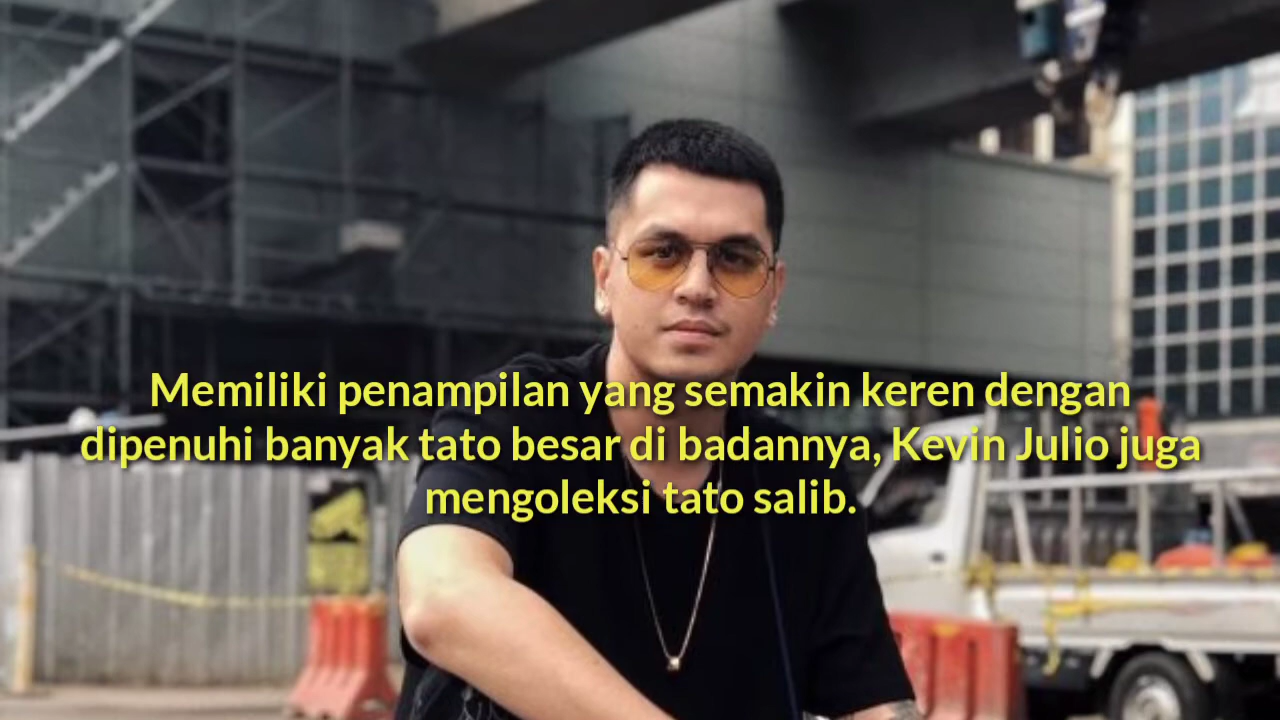 Memiliki penampilan yang semakin keren dengan
dipenuhi banyak tato besar di badannya, Kevin Julio juga
mengoleksi tato salib.